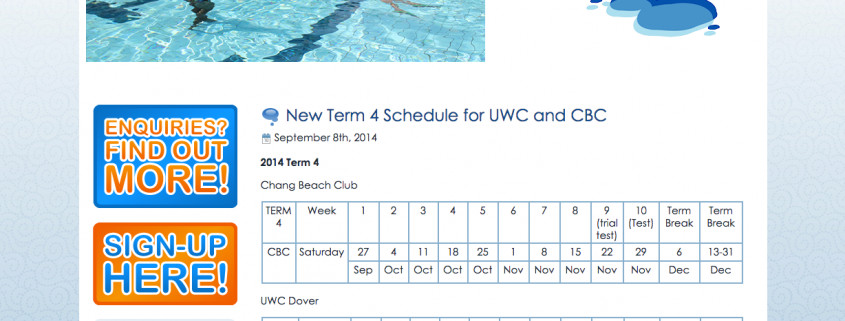 ENQUIRIES?
FIND OUT
MORE!
SIGN-UP
HERE!
New Term 4 Schedule for UWC and CBC
September 8th, 2014
2014 Term 4
Chang Beach Club
TERM 4 Week 1 2 3 4 5 6 7 8 9 (trial test) 10 (Test) Term Break Term Break
CBC Saturday 27 4 11 18 25 1 8 15 22 29 6 13-31
Sep Oct Oct Oct Oct Nov Nov Nov Nov Nov Dec Dec
UWC Dover